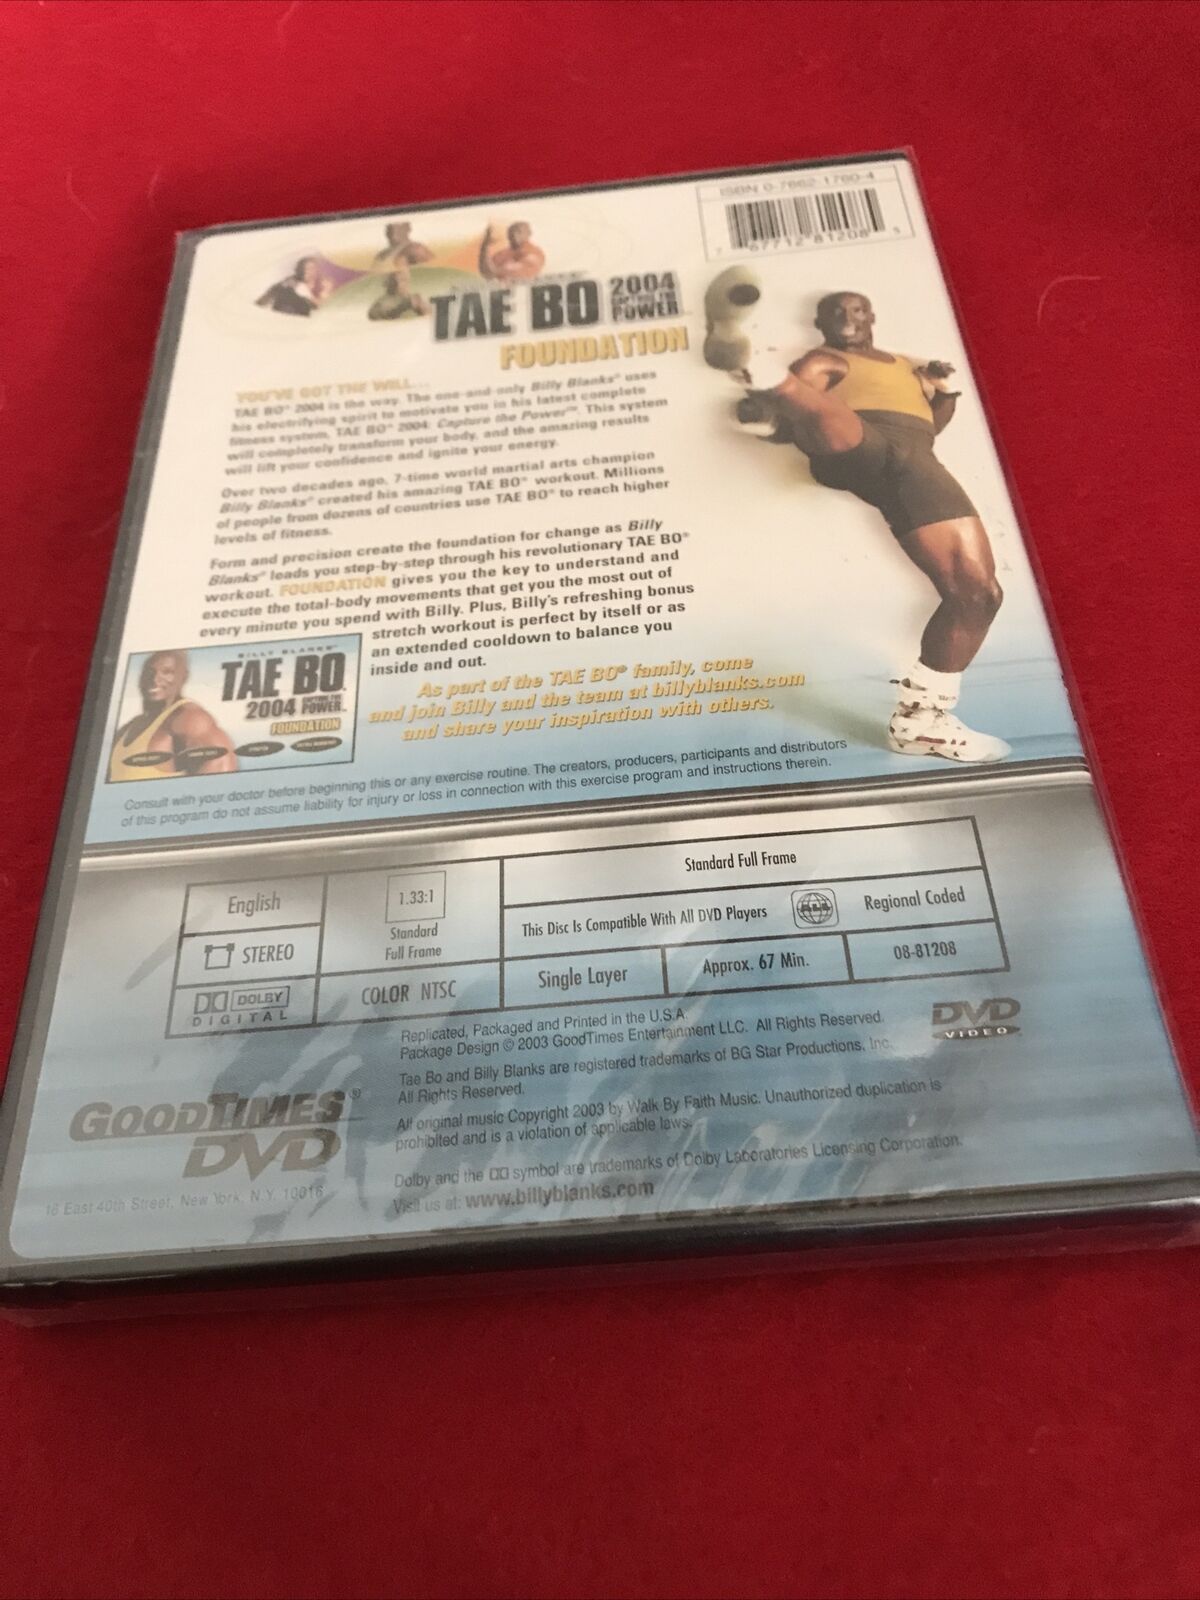 ISBN 0-7662-1760-4
7 67712 81208 5
TAE BO 2004
CAPTURE THE
POWER
FOUNDATION
YOU'VE GOT THE WILL...
TAE BO® 2004 is the way. The one-and-only Billy Blanks® uses
his electrifying spirit to motivate you in his latest complete
fitness system, TAE BO® 2004: Capture the Power™. This system
will completely transform your body, and the amazing results
will lift your confidence and ignite your energy.
Over two decades ago, 7-time world martial arts champion
Billy Blanks® created his amazing TAE BO® workout. Millions
of people from dozens of countries use TAE BO® to reach higher
levels of fitness.
Form and precision create the foundation for change as Billy
Blanks® leads you step-by-step through his revolutionary TAE BO®
workout. FOUNDATION gives you the key to understand and
execute the total-body movements that get you the most out of
every minute you spend with Billy. Plus, Billy's refreshing bonus
stretch workout is perfect by itself or as
an extended cooldown to balance you
inside and out.
BILLY BLANKS®
TAE BO
2004 CAPTURE THE
POWER
FOUNDATION
As part of the TAE BO® family, come
and join Billy and the team at billyblanks.com
and share your inspiration with others.
Consult with your doctor before beginning this or any exercise routine. The creators, producers, participants and distributors
of this program do not assume liability for injury or loss in connection with this exercise program and instructions therein.
English
STEREO
DOLBY
DIGITAL
1.33:1
Standard
Full Frame
COLOR NTSC
Standard Full Frame
This Disc Is Compatible With All DVD Players
ALL
Regional Coded
Single Layer
Approx. 67 Min.
08-81208
Replicated, Packaged and Printed in the U.S.A.
Package Design © 2003 GoodTimes Entertainment LLC. All Rights Reserved.
Tae Bo and Billy Blanks are registered trademarks of BG Star Productions, Inc.
All Rights Reserved.
All original music Copyright 2003 by Walk By Faith Music. Unauthorized duplication is
prohibited and is a violation of applicable laws.
Dolby and the DD symbol are trademarks of Dolby Laboratories Licensing Corporation.
Visit us at: www.billyblanks.com
DVD
VIDEO
GOODTIMES®
DVD
16 East 40th Street, New York, N.Y. 10016